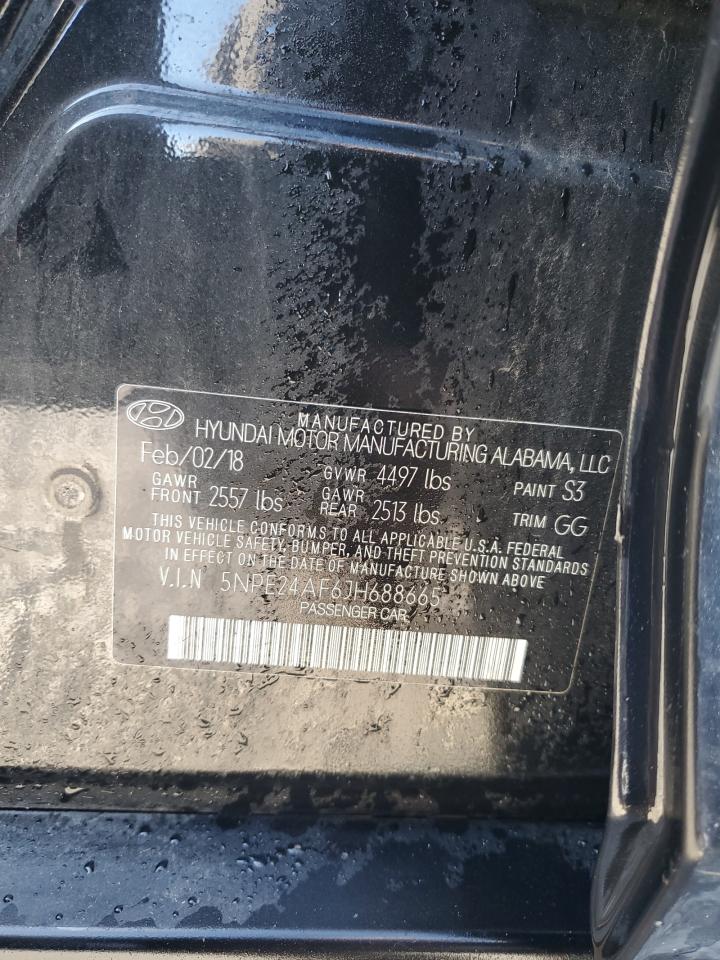 MANUFACTURED BY
HYUNDAI MOTOR MANUFACTURING ALABAMA, LLC
Feb/02/18 GVWR 4497 lbs PAINT S3
GAWR FRONT 2557 lbs GAWR REAR 2513 lbs TRIM GG
THIS VEHICLE CONFORMS TO ALL APPLICABLE U.S.A. FEDERAL
MOTOR VEHICLE SAFETY, BUMPER, AND THEFT PREVENTION STANDARDS
IN EFFECT ON THE DATE OF MANUFACTURE SHOWN ABOVE.
V.I.N 5NPE24AF6JH688665
PASSENGER CAR